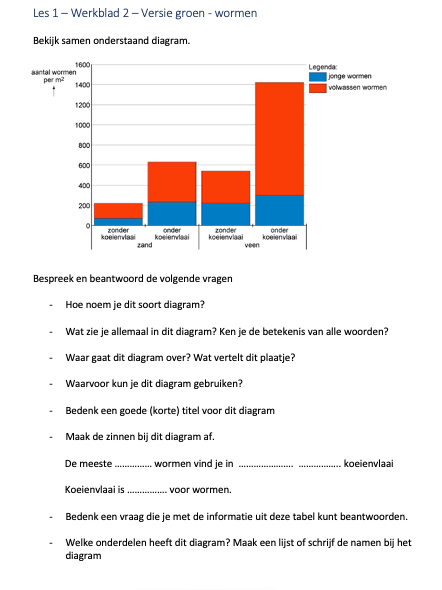 Les 1 – Werkblad 2 – Versie groen - wormen
Bekijk samen onderstaand diagram.
aantal wormen
per m²
1600
1400
1200
1000
800
600
400
200
0
Legenda:
jonge wormen
volwassen wormen
zonder
koeienvlaai
onder
koeienvlaai
zonder
koeienvlaai
onder
koeienvlaai
zand
veen
Bespreek en beantwoord de volgende vragen
- Hoe noem je dit soort diagram?
- Wat zie je allemaal in dit diagram? Ken je de betekenis van alle woorden?
- Waar gaat dit diagram over? Wat vertelt dit plaatje?
- Waarvoor kun je dit diagram gebruiken?
- Bedenk een goede (korte) titel voor dit diagram
- Maak de zinnen bij dit diagram af.
De meeste .............. wormen vind je in ..................... ................ koeienvlaai
Koeienvlaai is ............... voor wormen.
- Bedenk een vraag die je met de informatie uit deze tabel kunt beantwoorden.
- Welke onderdelen heeft dit diagram? Maak een lijst of schrijf de namen bij het
diagram